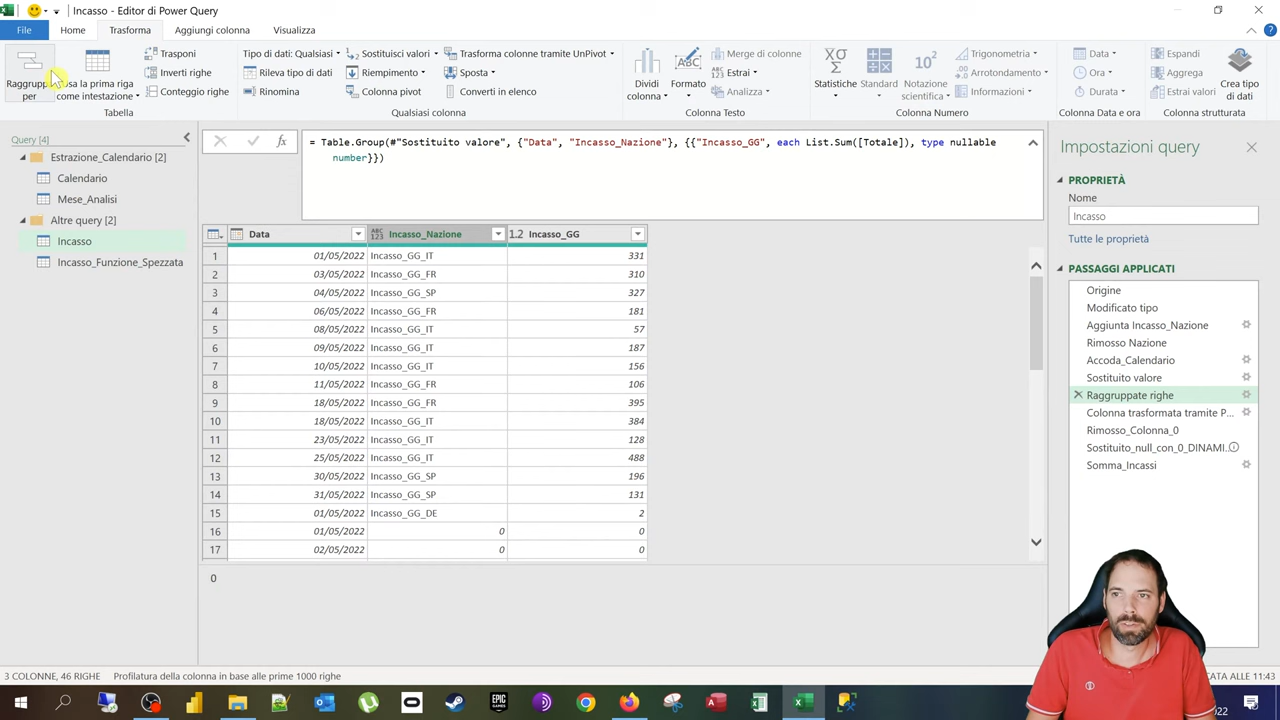 Incasso - Editor di Power Query
File Home Trasforma Aggiungi colonna Visualizza
Raggruppa per
Usa la prima riga come intestazione
Trasponi
Inverti righe
Conteggio righe
Tabella
Tipo di dati: Qualsiasi
Rileva tipo di dati
Rinomina
Sostituisci valori
Riempimento
Colonna pivot
Trasforma colonne tramite UnPivot
Sposta
Converti in elenco
Qualsiasi colonna
Dividi colonna
Formato
Merge di colonne
Estrai
Analizza
Colonna Testo
Statistiche
Standard
Notazione scientifica
Trigonometria
Arrotondamento
Informazioni
Colonna Numero
Data
Ora
Durata
Colonna Data e ora
Espandi
Aggrega
Estrai valori
Crea tipo di dati
Colonna strutturata
Query [4]
Estrazione_Calendario [2]
Calendario
Mese_Analisi
Altre query [2]
Incasso
Incasso_Funzione_Spezzata
fx
= Table.Group(#"Sostituito valore", {"Data", "Incasso_Nazione"}, {{"Incasso_GG", each List.Sum([Totale]), type nullable
number}})
Data ABC 123 Incasso_Nazione 1.2 Incasso_GG
1 01/05/2022 Incasso_GG_IT 331
2 03/05/2022 Incasso_GG_FR 310
3 04/05/2022 Incasso_GG_SP 327
4 06/05/2022 Incasso_GG_FR 181
5 08/05/2022 Incasso_GG_IT 57
6 09/05/2022 Incasso_GG_IT 187
7 10/05/2022 Incasso_GG_IT 156
8 11/05/2022 Incasso_GG_FR 106
9 18/05/2022 Incasso_GG_FR 395
10 18/05/2022 Incasso_GG_IT 384
11 23/05/2022 Incasso_GG_IT 128
12 25/05/2022 Incasso_GG_IT 488
13 30/05/2022 Incasso_GG_SP 196
14 31/05/2022 Incasso_GG_SP 131
15 01/05/2022 Incasso_GG_DE 2
16 01/05/2022 0 0
17 02/05/2022 0 0
0
Impostazioni query
PROPRIETÀ
Nome
Incasso
Tutte le proprietà
PASSAGGI APPLICATI
Origine
Modificato tipo
Aggiunta Incasso_Nazione
Rimosso Nazione
Accoda_Calendario
Sostituito valore
Raggruppate righe
Colonna trasformata tramite P...
Rimosso_Colonna_0
Sostituito_null_con_0_DINAMI...
Somma_Incassi
3 COLONNE, 46 RIGHE Profilatura della colonna in base alle prime 1000 righe
ALLE 11:43
EPIC GAMES